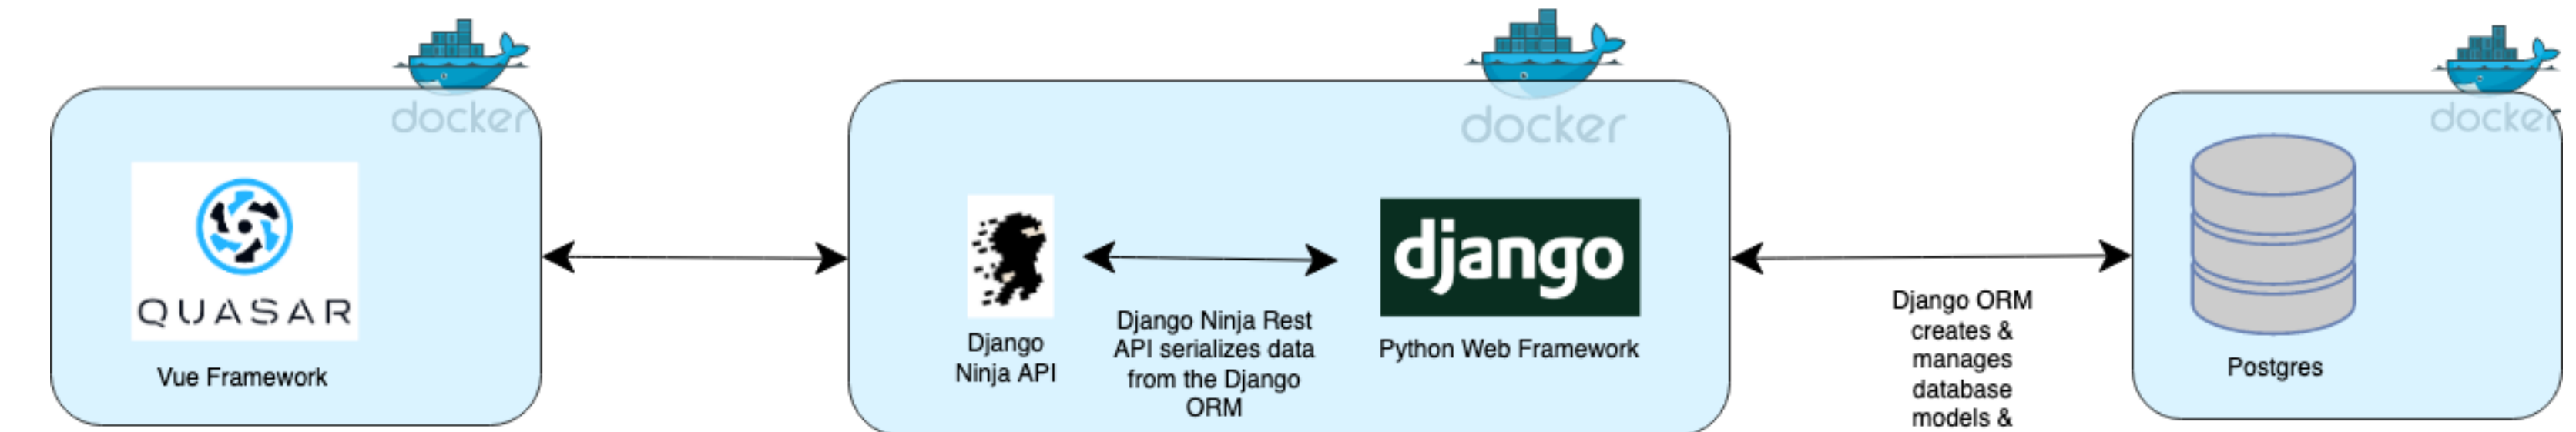 docker
QUASAR
Vue Framework
docker
Django
Ninja API
Django Ninja Rest
API serializes data
from the Django
ORM
django
Python Web Framework
Django ORM
creates &
manages
database
models &
docker
Postgres